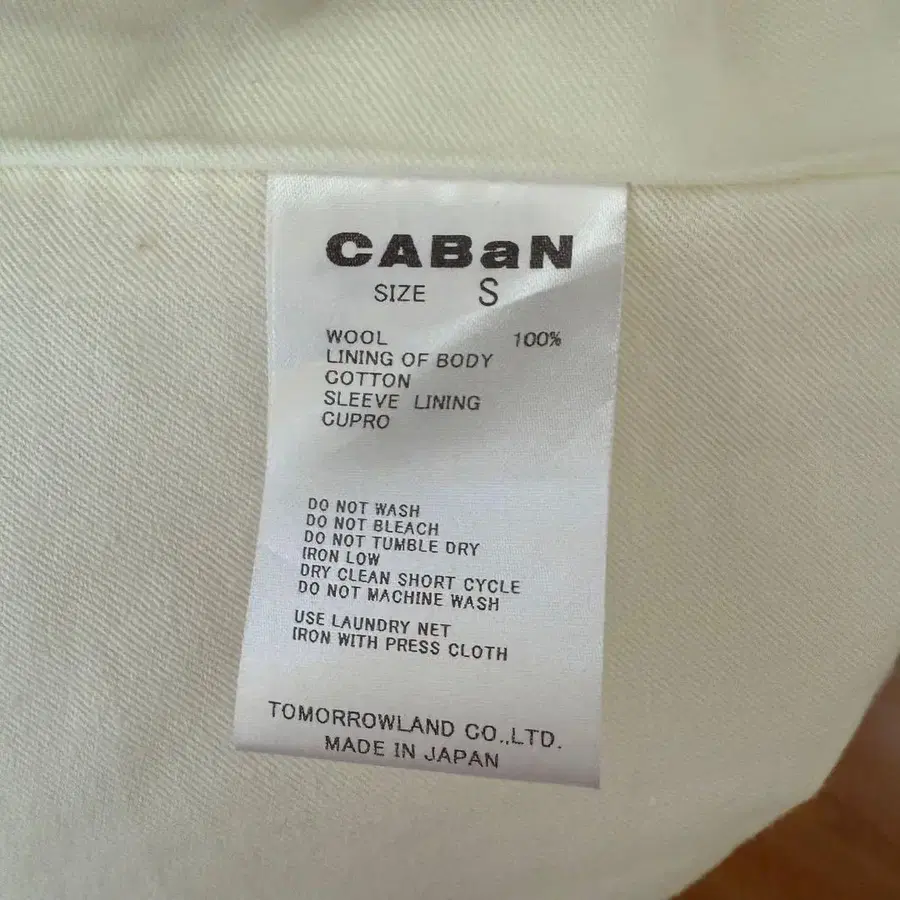 CABaN
SIZE S
WOOL 100%
LINING OF BODY
COTTON
SLEEVE LINING
CUPRO
DO NOT WASH
DO NOT BLEACH
DO NOT TUMBLE DRY
IRON LOW
DRY CLEAN SHORT CYCLE
DO NOT MACHINE WASH
USE LAUNDRY NET
IRON WITH PRESS CLOTH
TOMORROWLAND CO.,LTD.
MADE IN JAPAN